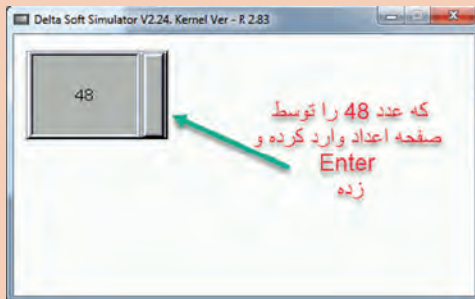 Delta Soft Simulator V2.24, Kernel Ver - R 2.83
48
که عدد 48 را توسط
صفحه اعداد وارد کرده و
Enter
زده